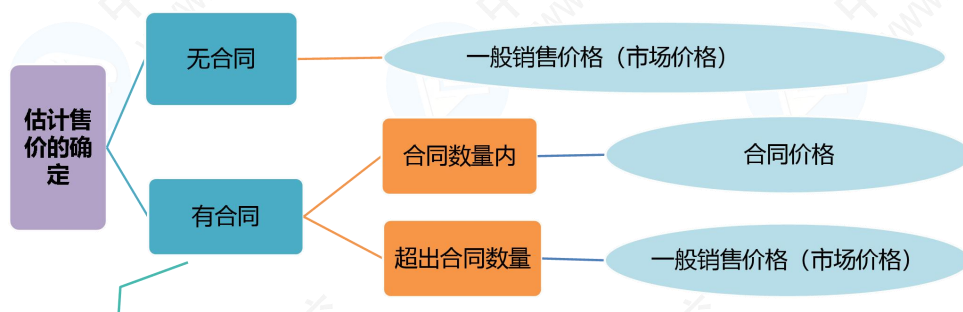 无合同
一般销售价格（市场价格）
估计售
价的确
定
合同数量内
合同价格
有合同
超出合同数量
一般销售价格（市场价格）